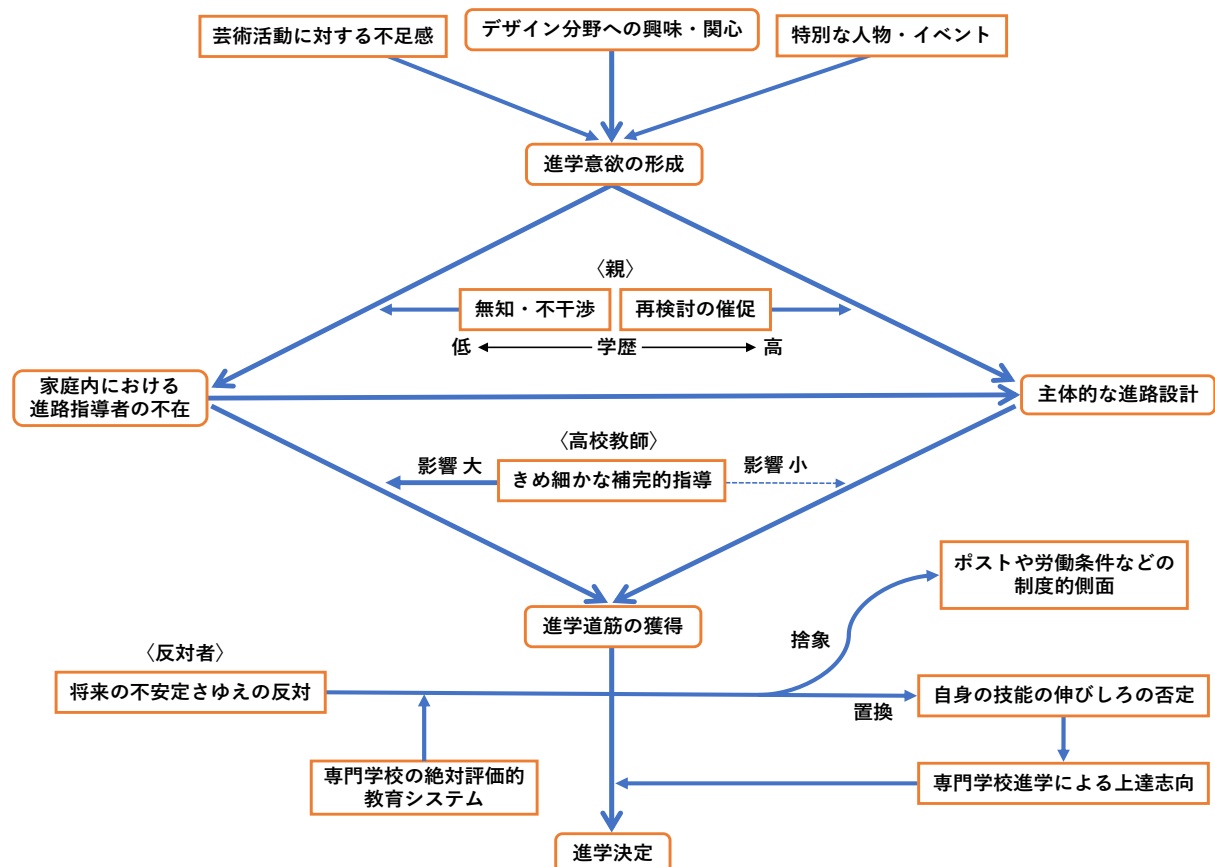 芸術活動に対する不足感
デザイン分野への興味・関心
特別な人物・イベント
進学意欲の形成
〈親〉
無知・不干渉
再検討の催促
低
学歴
高
家庭内における
進路指導者の不在
主体的な進路設計
〈高校教師〉
影響 大
きめ細かな補完的指導
影響 小
ポストや労働条件などの
制度的側面
進学道筋の獲得
捨象
〈反対者〉
将来の不安定さゆえの反対
置換
自身の技能の伸びしろの否定
専門学校の絶対評価的
教育システム
専門学校進学による上達志向
進学決定